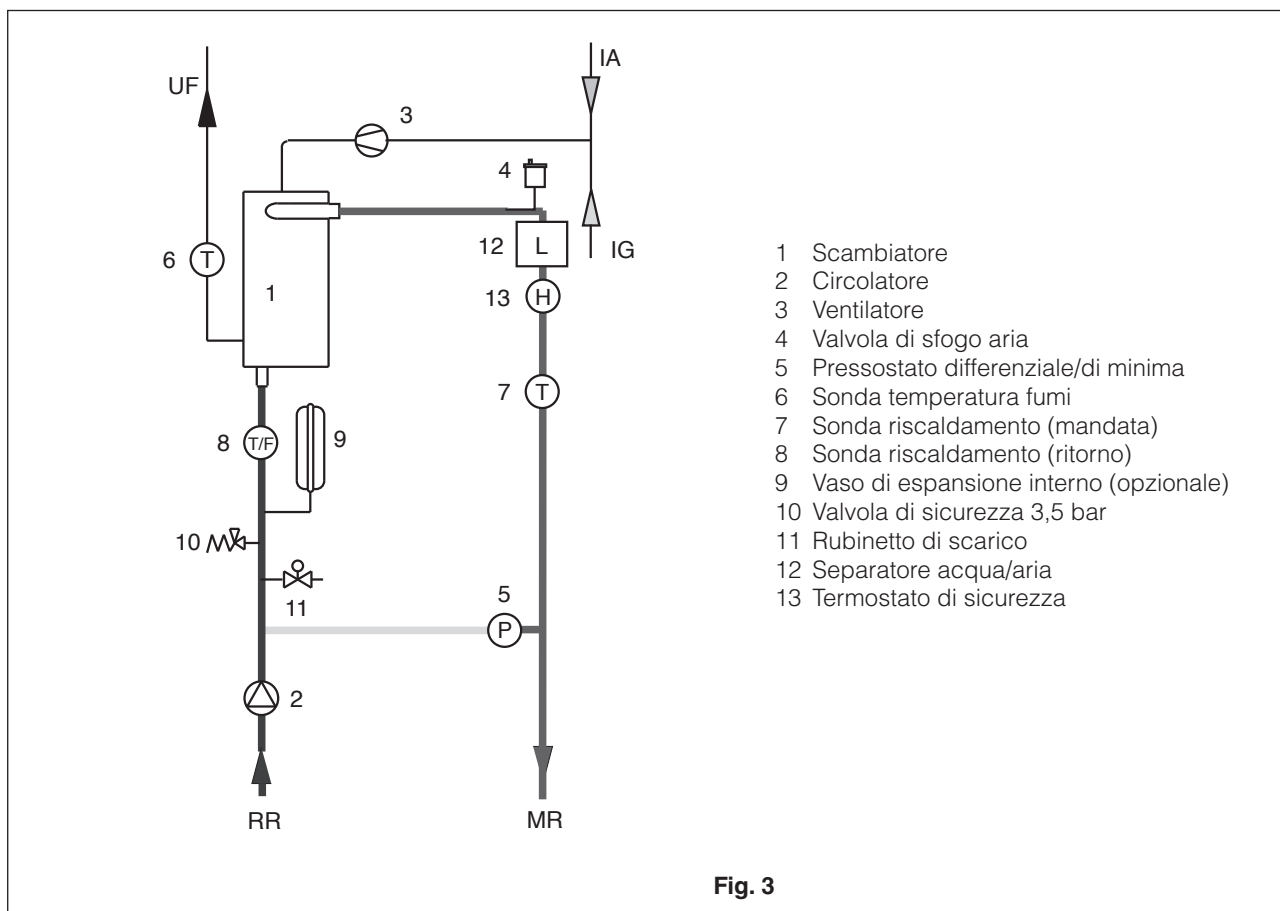 UF
IA
3
4
6 T
12 L
IG
1
13 H
7 T
8 T/F
9
10
11
5
P
2
RR
MR
1 Scambiatore
2 Circolatore
3 Ventilatore
4 Valvola di sfogo aria
5 Pressostato differenziale/di minima
6 Sonda temperatura fumi
7 Sonda riscaldamento (mandata)
8 Sonda riscaldamento (ritorno)
9 Vaso di espansione interno (opzionale)
10 Valvola di sicurezza 3,5 bar
11 Rubinetto di scarico
12 Separatore acqua/aria
13 Termostato di sicurezza
Fig. 3